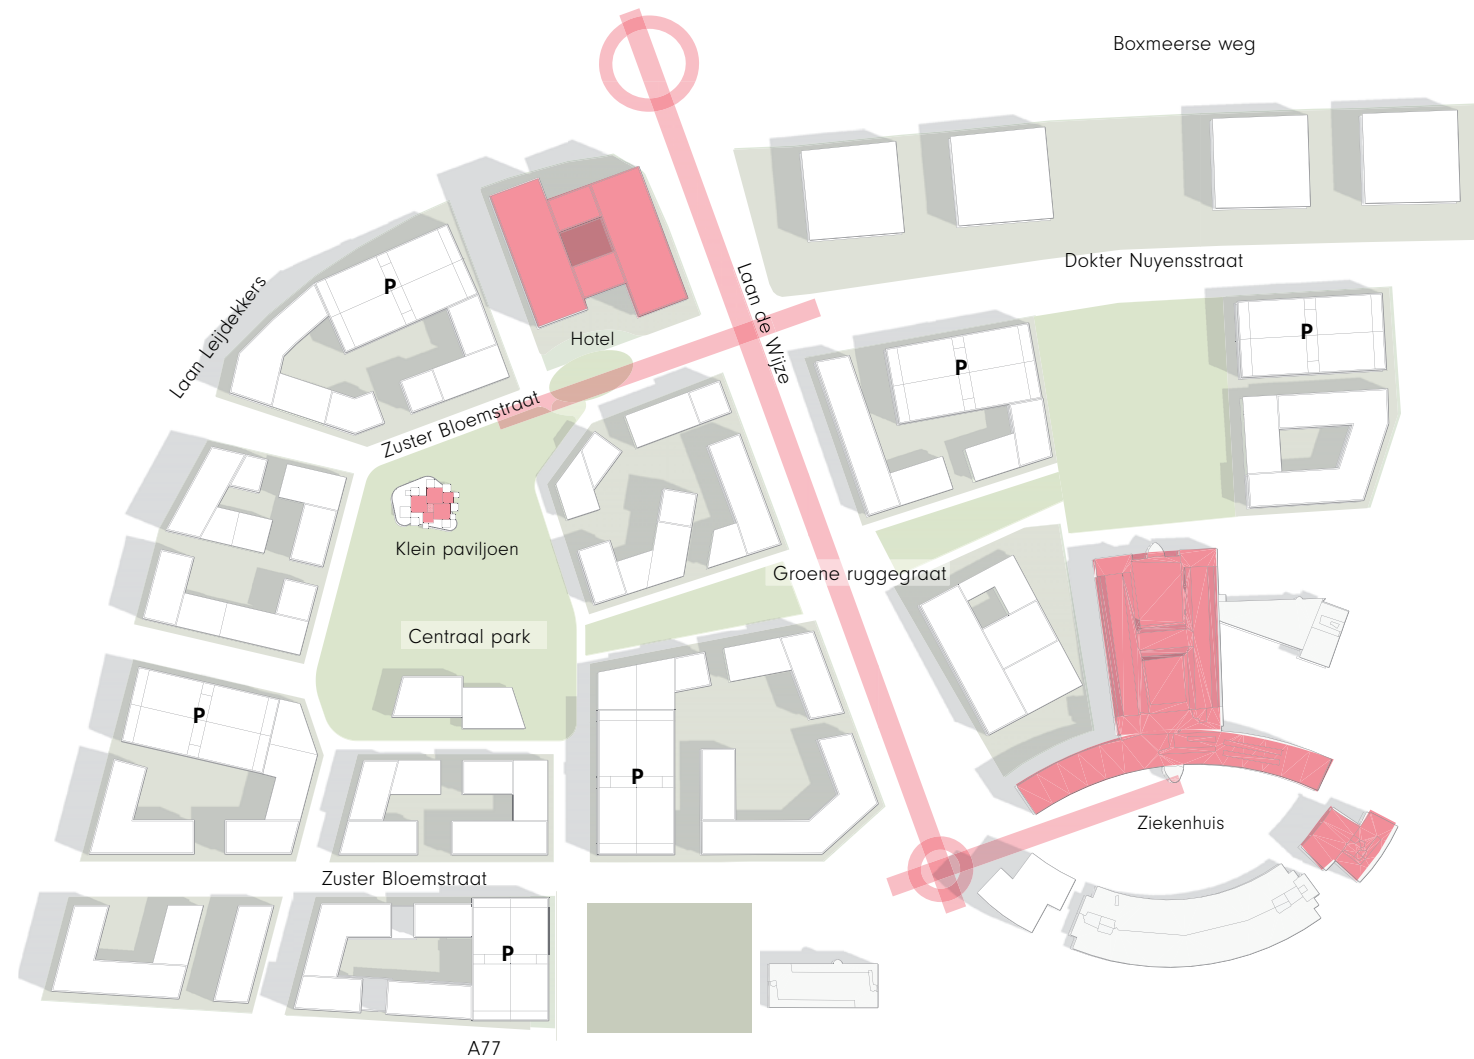 Boxmeerse weg
Dokter Nuyensstraat
Laan de Wijze
Laan Leijdekkers
P
Hotel
P
P
Zuster Bloemstraat
Klein paviljoen
Groene ruggegraat
Centraal park
P
P
Ziekenhuis
Zuster Bloemstraat
P
A77